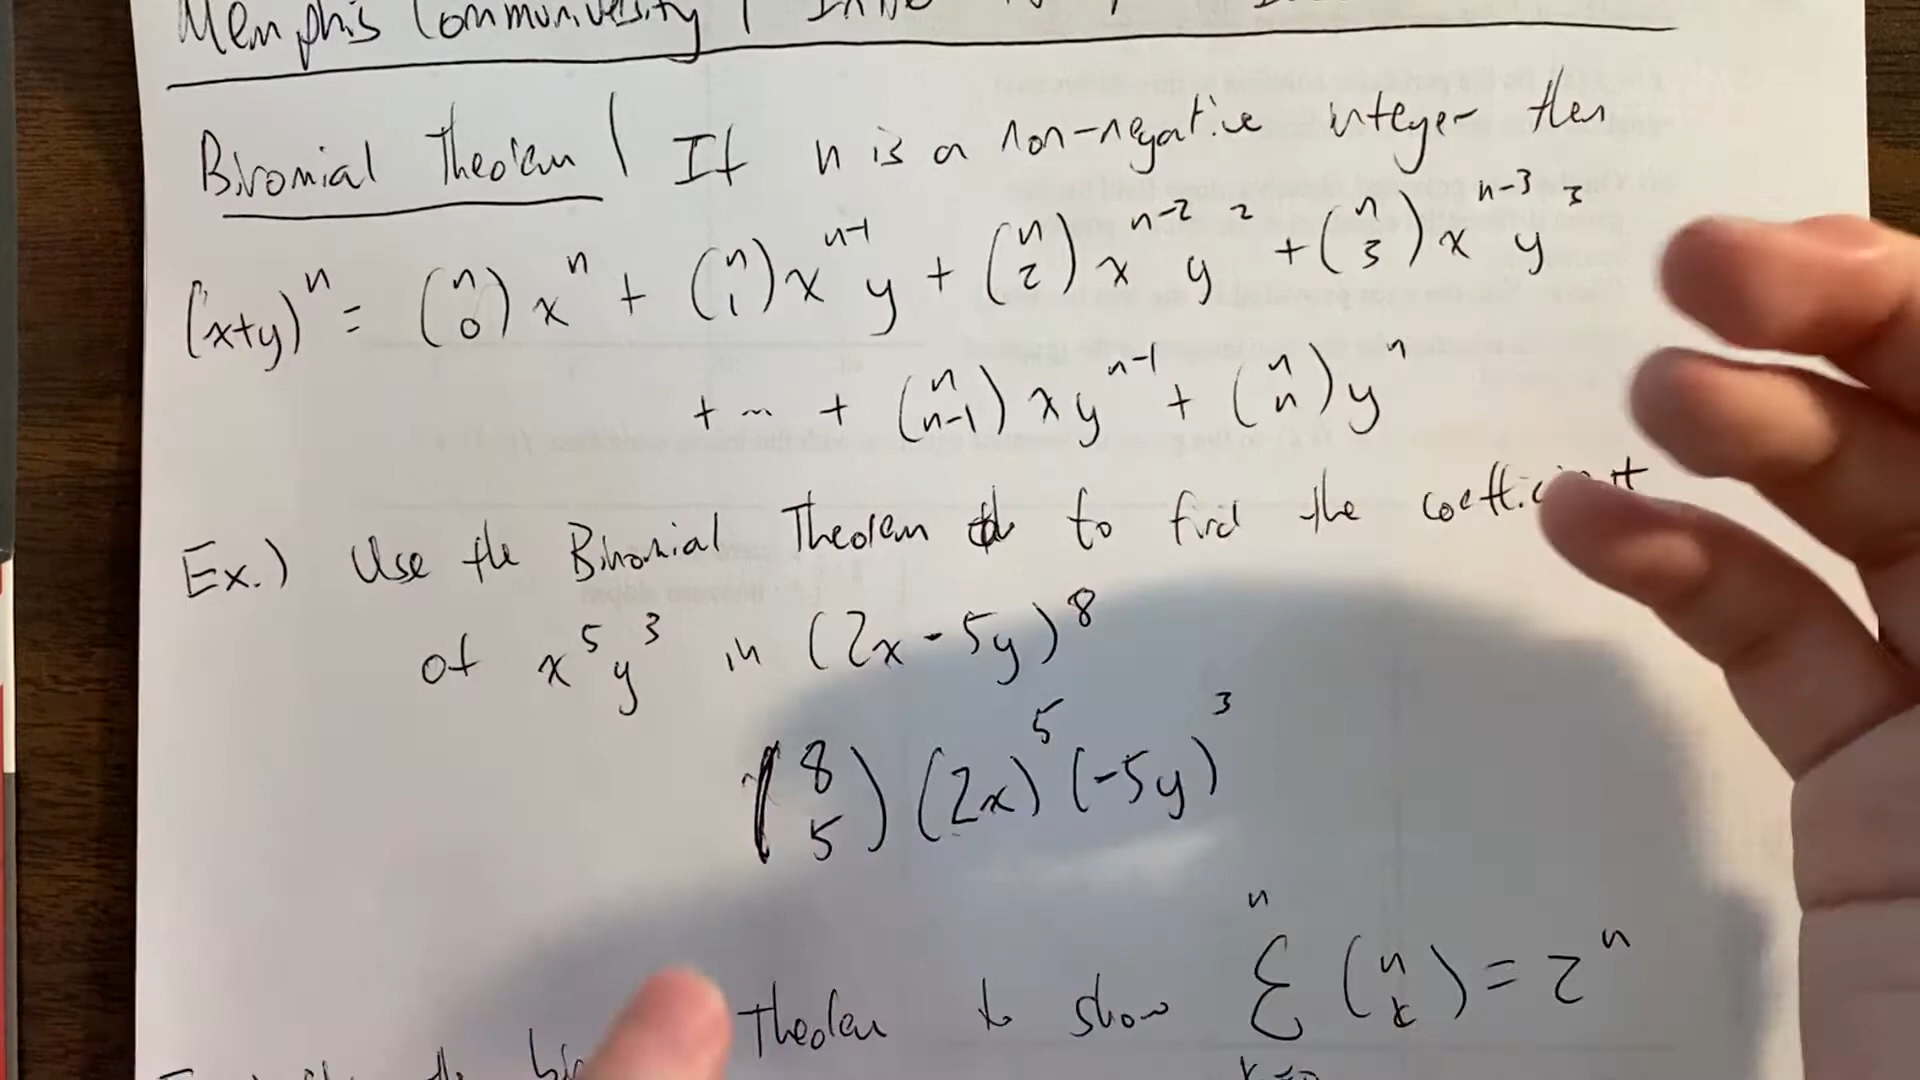 Memphis Communiversity |
Binomial Theorem | If n is a non-negative integer then
(x+y)^n = (n 0) x^n + (n 1) x^{n-1} y + (n 2) x^{n-2} y^2 + (n 3) x^{n-3} y^3
+ ... + (n n-1) x y^{n-1} + (n n) y^n
Ex.) Use the Binomial Theorem to find the coefficient
of x^5 y^3 in (2x - 5y)^8
(8 5) (2x)^5 (-5y)^3
Theorem to show Σ^n (n k) = 2^n